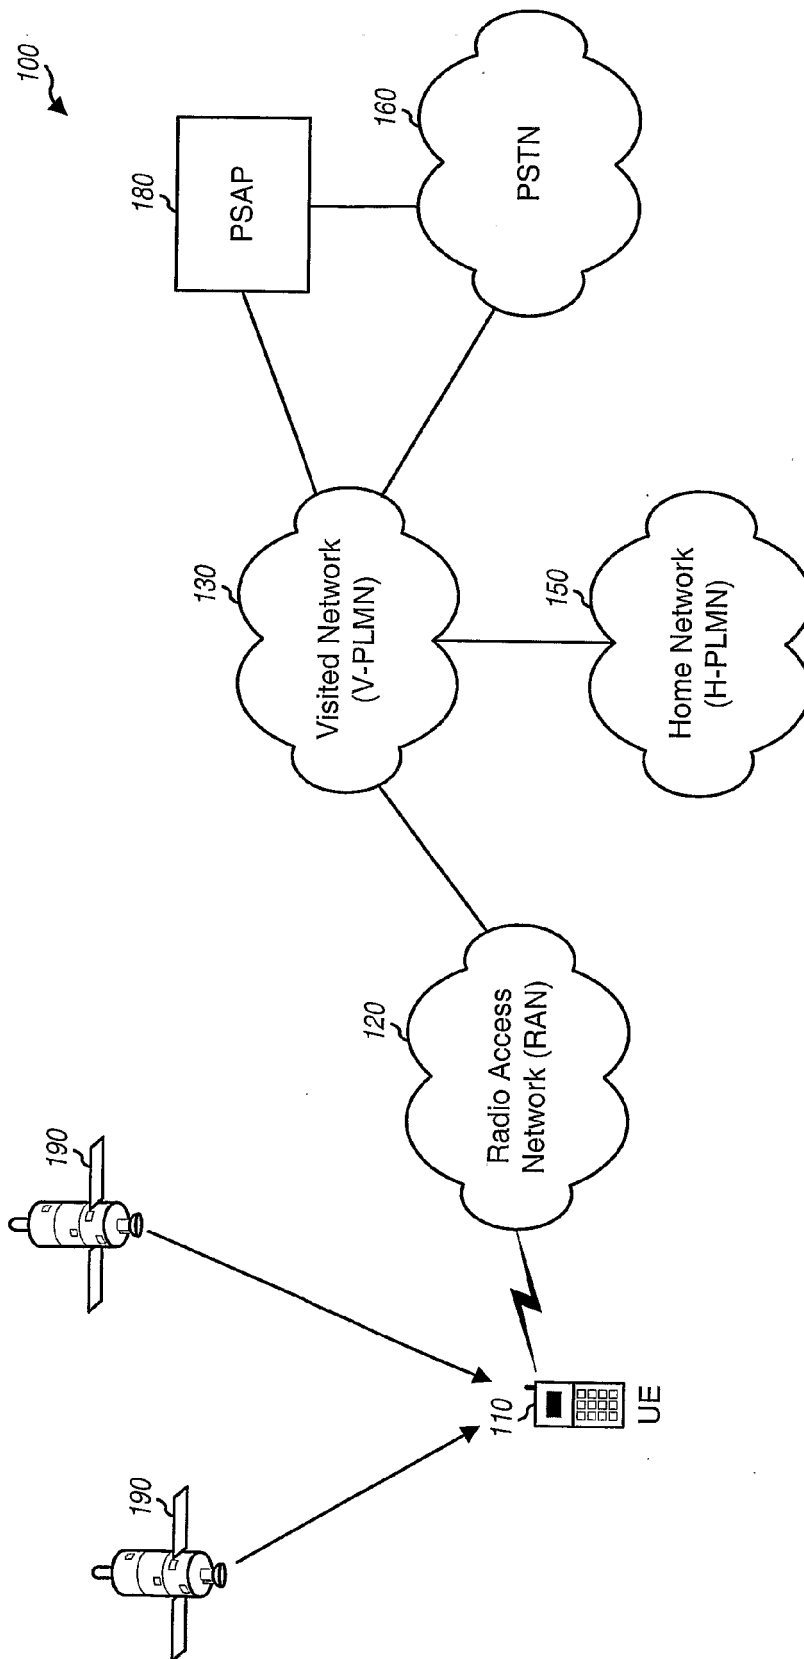 100
190
190
180
PSAP
160
PSTN
130
Visited Network
(V-PLMN)
150
Home Network
(H-PLMN)
120
Radio Access
Network (RAN)
110
UE